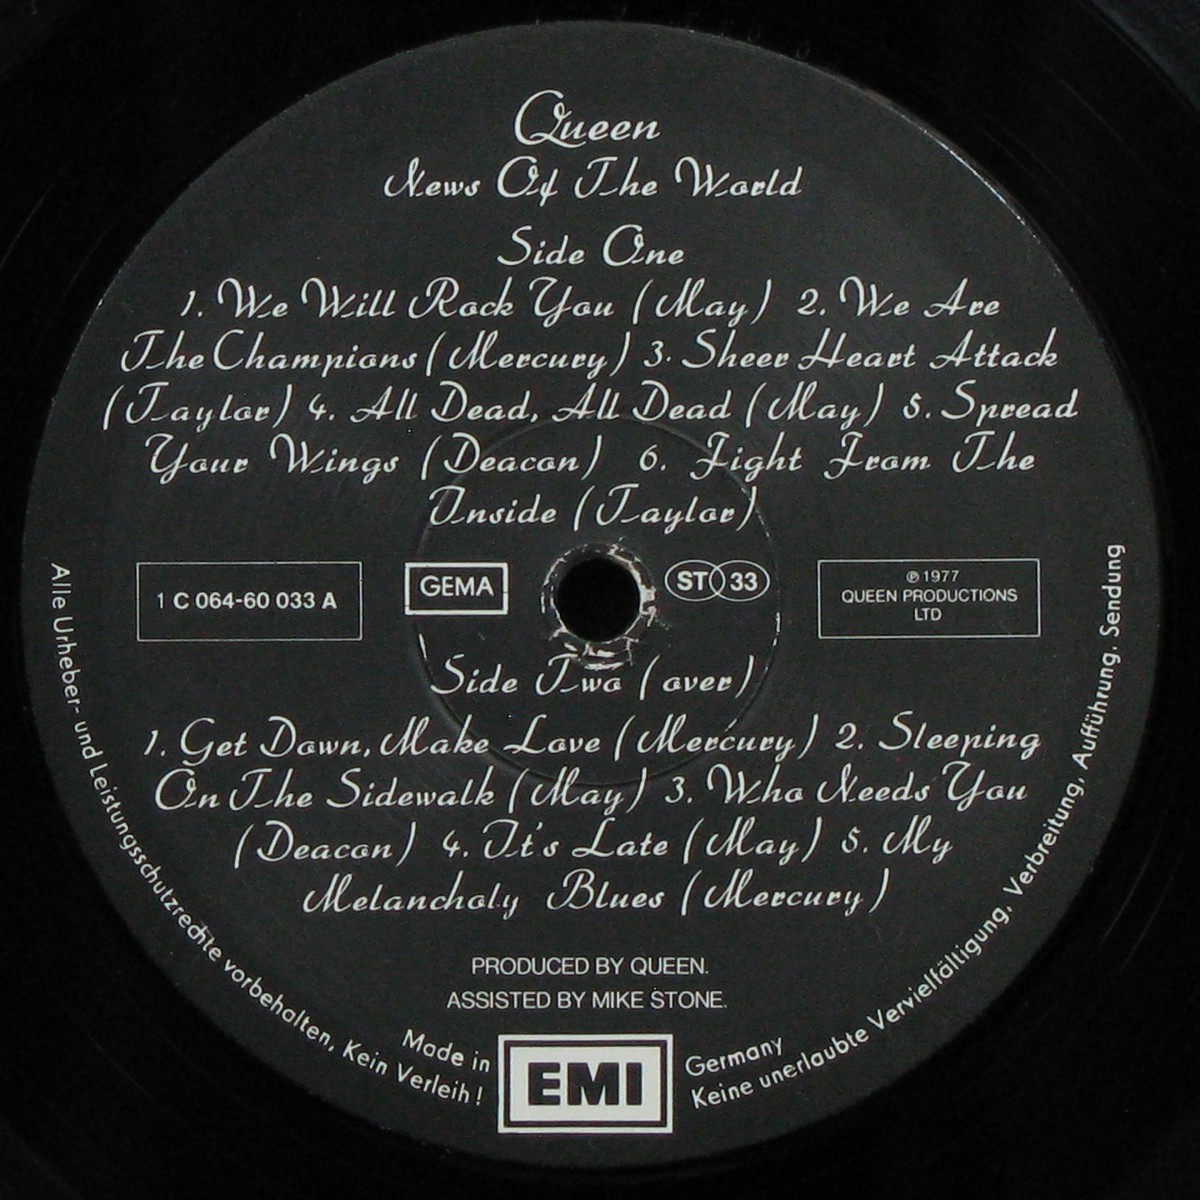 Queen
News Of The World
Side One
1. We Will Rock You (May) 2. We Are
The Champions (Mercury) 3. Sheer Heart Attack
(Taylor) 4. All Dead, All Dead (May) 5. Spread
Your Wings (Deacon) 6. Fight From The
Inside (Taylor)
1 C 064-60 033 A
GEMA
ST 33
℗ 1977
QUEEN PRODUCTIONS
LTD
Side Two (over)
1. Get Down, Make Love (Mercury) 2. Sleeping
On The Sidewalk (May) 3. Who Needs You
(Deacon) 4. It's Late (May) 5. My
Melancholy Blues (Mercury)
PRODUCED BY QUEEN.
ASSISTED BY MIKE STONE.
Made in
EMI
Germany
Alle Urheber- und Leistungsschutzrechte vorbehalten, Kein Verleih!
Keine unerlaubte Vervielfältigung, Verbreitung, Aufführung, Sendung